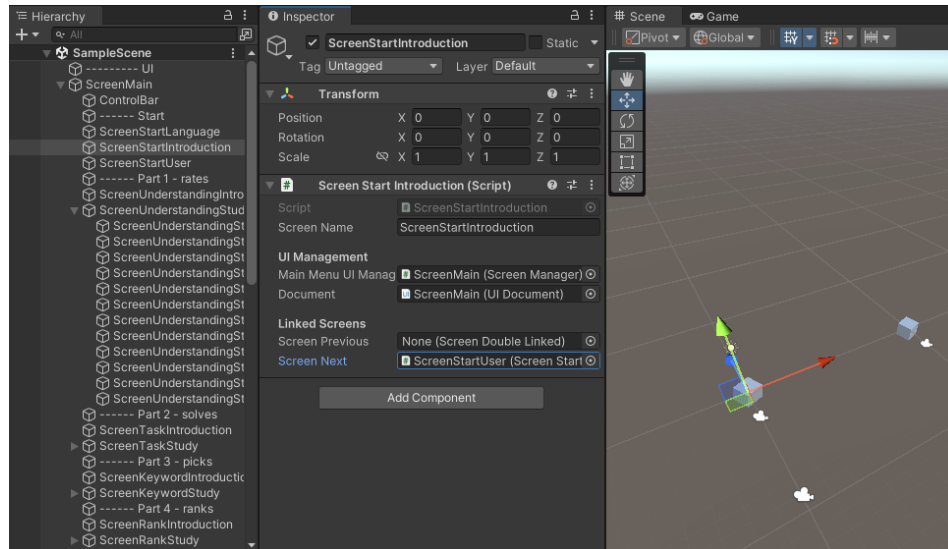 Hierarchy
All
SampleScene
--------- UI
ScreenMain
ControlBar
------ Start
ScreenStartLanguage
ScreenStartIntroduction
ScreenStartUser
------ Part 1 - rates
ScreenUnderstandingIntro
ScreenUnderstandingStud
ScreenUnderstandingSt
ScreenUnderstandingSt
ScreenUnderstandingSt
ScreenUnderstandingSt
ScreenUnderstandingSt
ScreenUnderstandingSt
ScreenUnderstandingSt
ScreenUnderstandingSt
ScreenUnderstandingSt
ScreenUnderstandingSt
ScreenUnderstandingSt
ScreenUnderstandingSt
------ Part 2 - solves
ScreenTaskIntroduction
ScreenTaskStudy
------ Part 3 - picks
ScreenKeywordIntroductic
ScreenKeywordStudy
------ Part 4 - ranks
ScreenRankIntroduction
ScreenRankStudy
Inspector
ScreenStartIntroduction Static
Tag Untagged Layer Default
Transform
Position X 0 Y 0 Z 0
Rotation X 0 Y 0 Z 0
Scale X 1 Y 1 Z 1
# Screen Start Introduction (Script)
Script # ScreenStartIntroduction
Screen Name ScreenStartIntroduction
UI Management
Main Menu UI Manag # ScreenMain (Screen Manager)
Document ScreenMain (UI Document)
Linked Screens
Screen Previous None (Screen Double Linked)
Screen Next # ScreenStartUser (Screen Start
Add Component
# Scene Game
Pivot Global